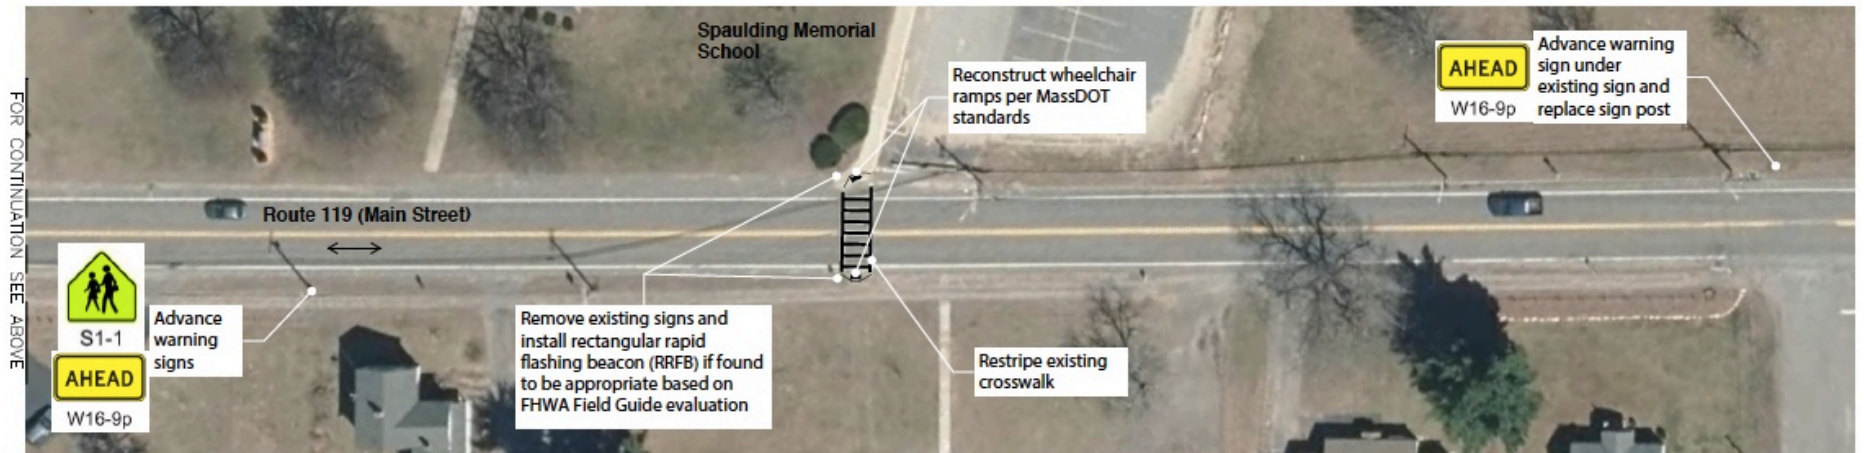 Spaulding Memorial
School
Reconstruct wheelchair
ramps per MassDOT
standards
AHEAD
W16-9p
Advance warning
sign under
existing sign and
replace sign post
FOR CONTINUATION SEE ABOVE
Route 119 (Main Street)
S1-1
AHEAD
W16-9p
Advance
warning
signs
Remove existing signs and
install rectangular rapid
flashing beacon (RRFB) if found
to be appropriate based on
FHWA Field Guide evaluation
Restripe existing
crosswalk